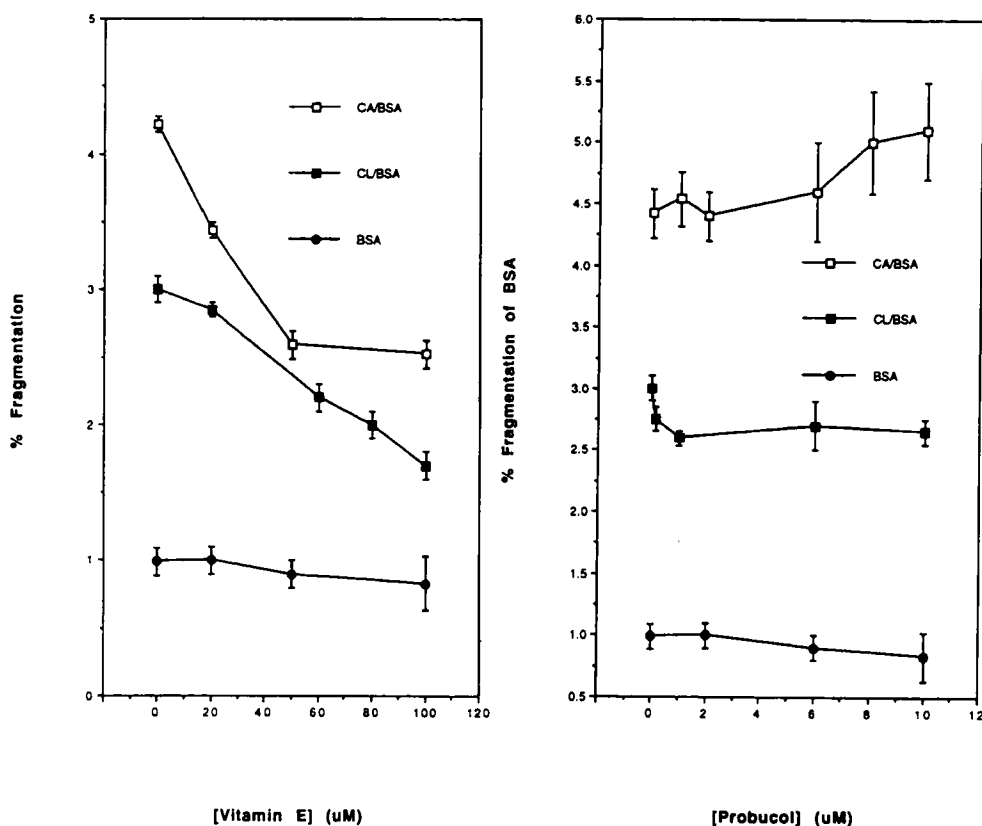 % Fragmentation
5
4
3
2
1
0
CA/BSA
CL/BSA
BSA
0 20 40 60 80 100 120
[Vitamin E] (uM)
% Fragmentation of BSA
6.0
5.5
5.0
4.5
4.0
3.5
3.0
2.5
2.0
1.5
1.0
0.5
CA/BSA
CL/BSA
BSA
0 2 4 6 8 10 12
[Probucol] (uM)